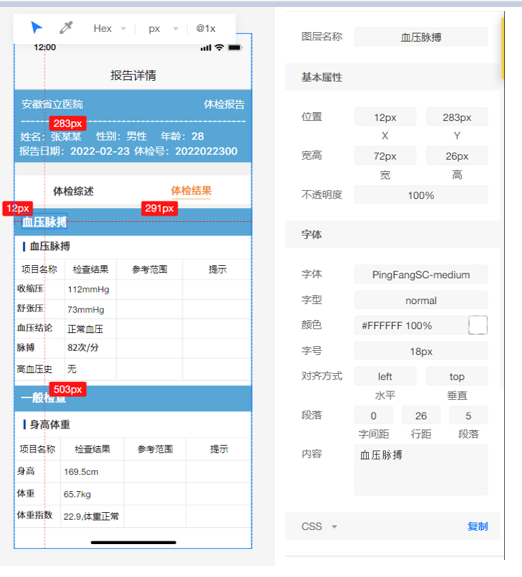 Hex px @1x
12:00
报告详情
安徽省立医院 体检报告
283px
姓名：张某某 性别：男性 年龄：28
报告日期：2022-02-23 体检号：2022022300
体检综述 体检结果
12px 291px
血压脉搏
血压脉搏
项目名称 检查结果 参考范围 提示
收缩压 112mmHg
舒张压 73mmHg
血压结论 正常血压
脉搏 82次/分
高血压史 无
503px
一般检查
身高体重
项目名称 检查结果 参考范围 提示
身高 169.5cm
体重 65.7kg
体重指数 22.9,体重正常
图层名称 血压脉搏
基本属性
位置 12px 283px
X Y
宽高 72px 26px
宽 高
不透明度 100%
字体
字体 PingFangSC-medium
字型 normal
颜色 #FFFFFF 100%
字号 18px
对齐方式 left top
水平 垂直
段落 0 26 5
字间距 行距 段落
内容 血压脉搏
CSS 复制